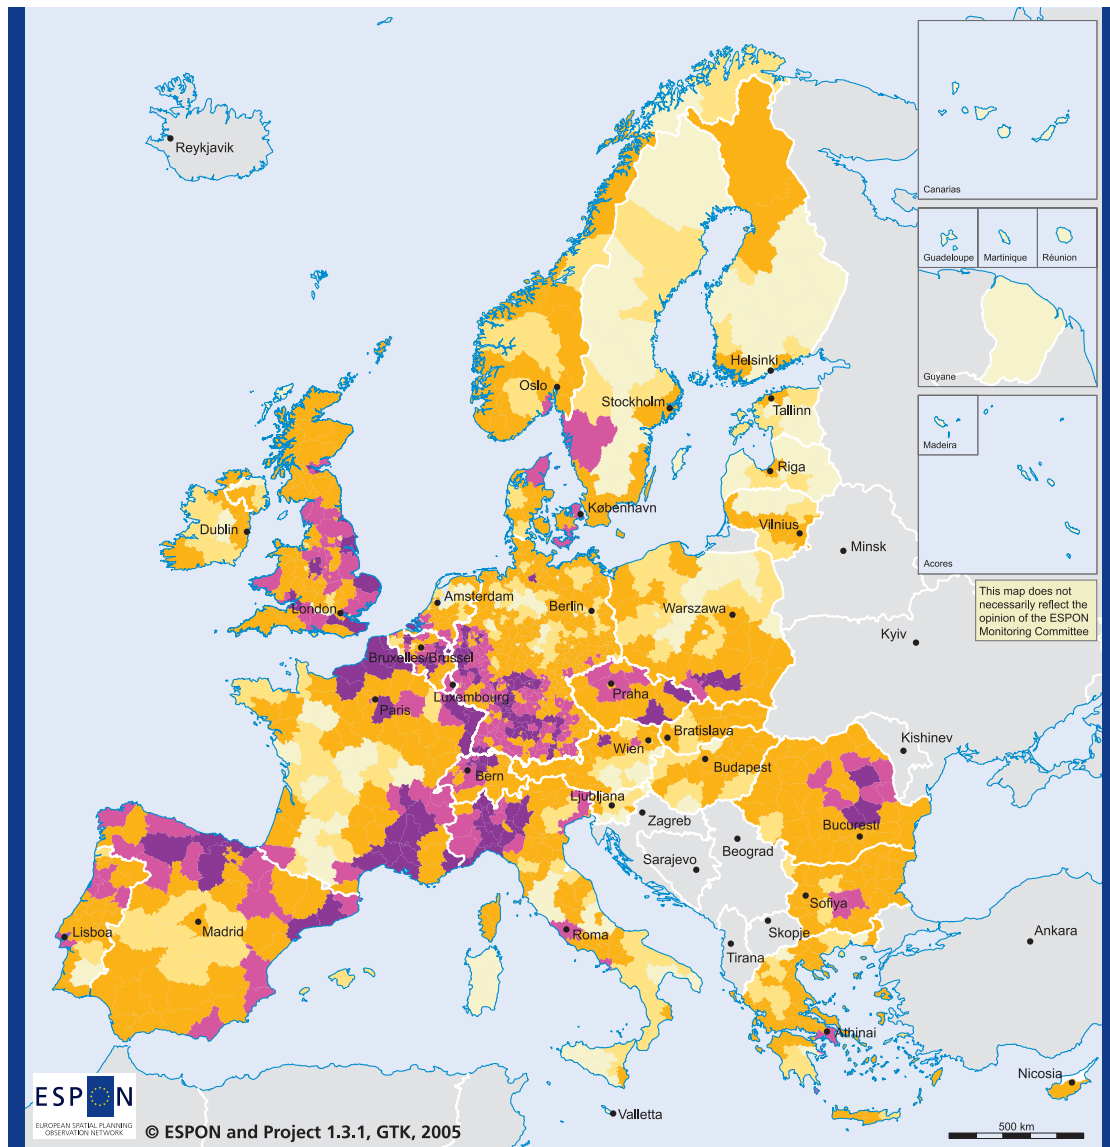 Reykjavik
Canarias
Guadeloupe
Martinique
Réunion
Guyane
Madeira
Acores
This map does not
necessarily reflect the
opinion of the ESPON
Monitoring Committee
Helsinki
Oslo
Stockholm
Tallinn
Riga
Dublin
København
Vilnius
Minsk
London
Amsterdam
Berlin
Warszawa
Kyiv
Bruxelles/Brussel
Luxembourg
Praha
Paris
Wien
Bratislava
Kishinev
Bern
Budapest
Ljubljana
Zagreb
Bucuresti
Beograd
Sarajevo
Sofiya
Lisboa
Madrid
Roma
Skopje
Tirana
Ankara
Athinai
Nicosia
Valletta
ESPON
EUROPEAN SPATIAL PLANNING
OBSERVATION NETWORK
© ESPON and Project 1.3.1, GTK, 2005
500 km